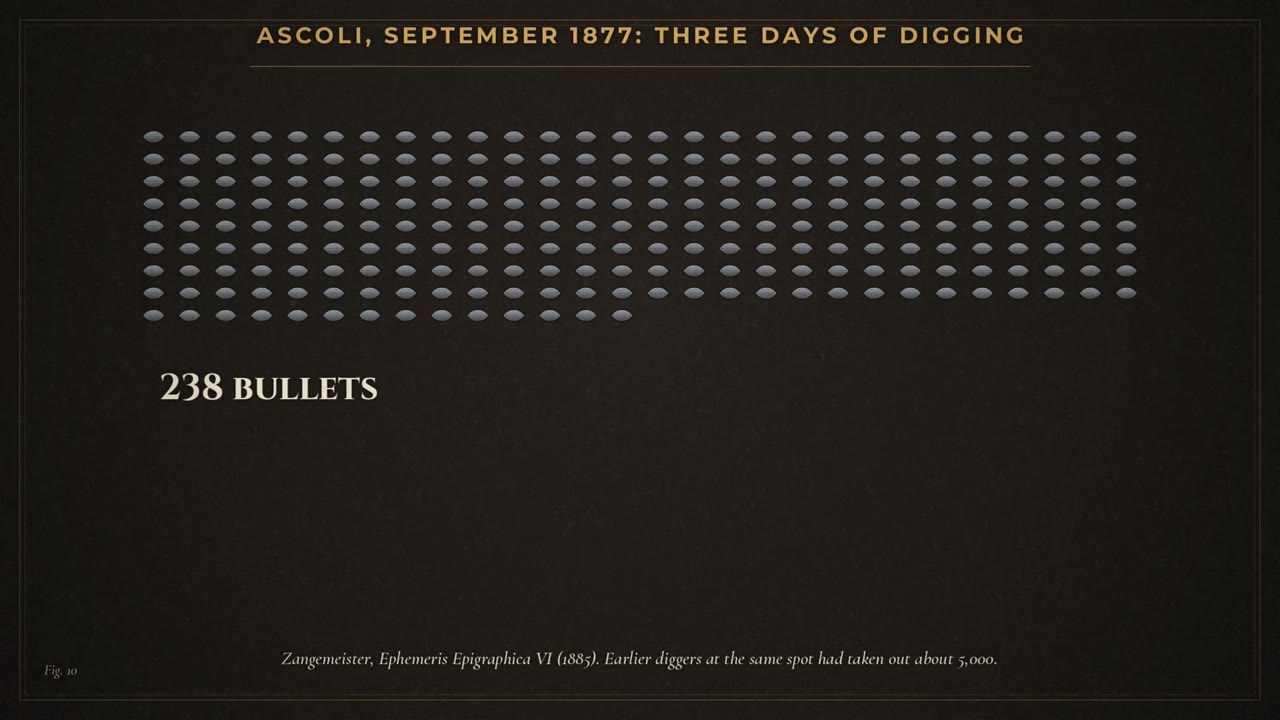 ASCOLI, SEPTEMBER 1877: THREE DAYS OF DIGGING
238 BULLETS
Zangemeister, Ephemeris Epigraphica VI (1885). Earlier diggers at the same spot had taken out about 5,000.
Fig. 10